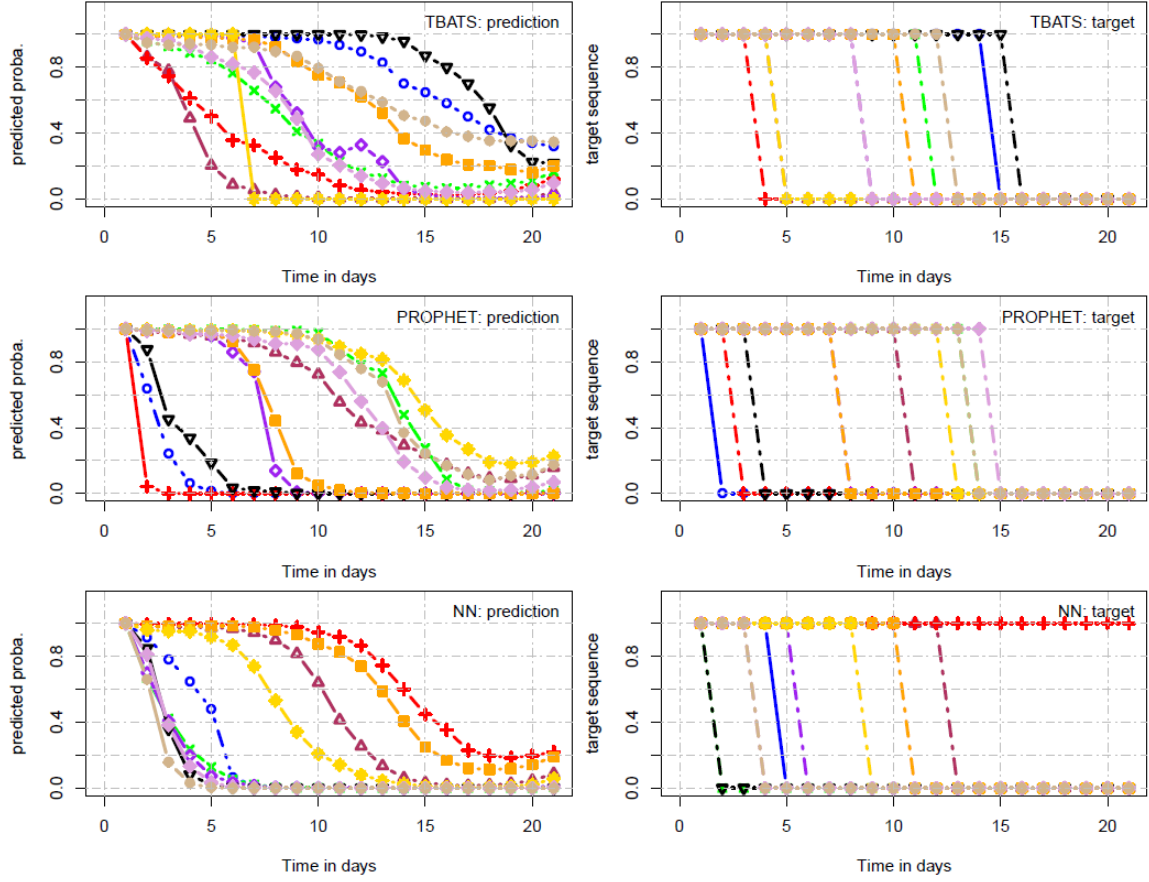 TBATS: prediction
predicted proba.
0.0 0.4 0.8
0 5 10 15 20
Time in days
TBATS: target
target sequence
0.0 0.4 0.8
0 5 10 15 20
Time in days
PROPHET: prediction
predicted proba.
0.0 0.4 0.8
0 5 10 15 20
Time in days
PROPHET: target
target sequence
0.0 0.4 0.8
0 5 10 15 20
Time in days
NN: prediction
predicted proba.
0.0 0.4 0.8
0 5 10 15 20
Time in days
NN: target
target sequence
0.0 0.4 0.8
0 5 10 15 20
Time in days